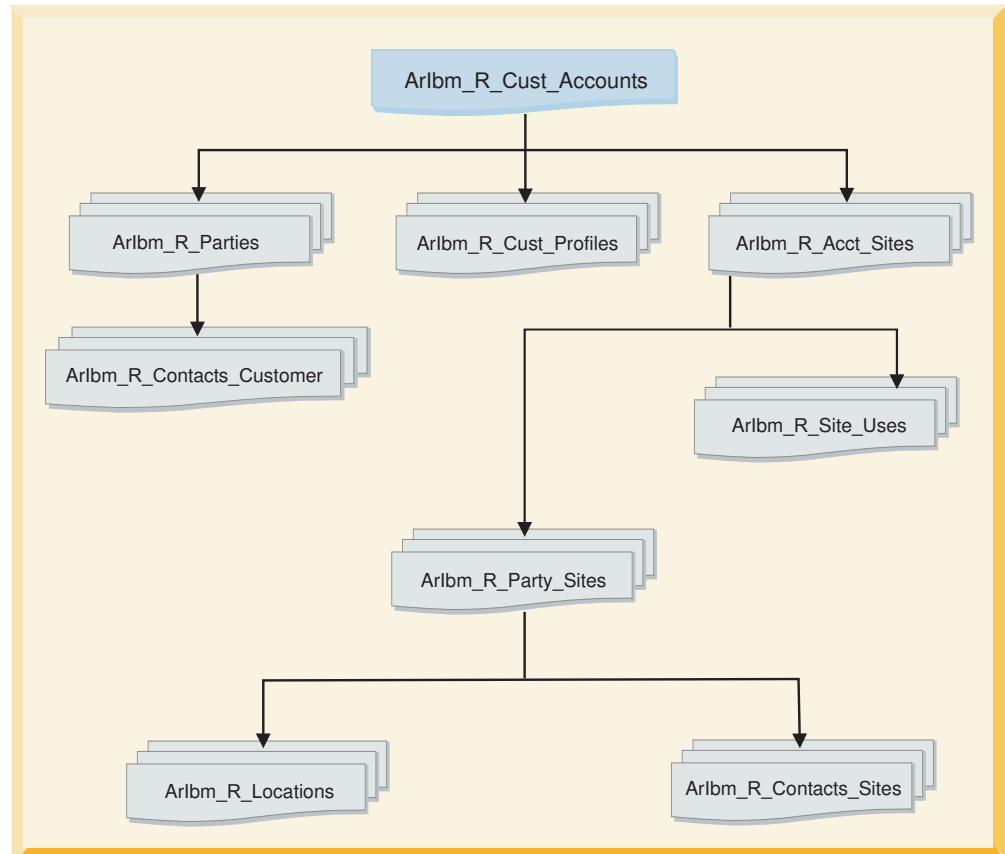 ArIbm_R_Cust_Accounts
ArIbm_R_Parties
ArIbm_R_Cust_Profiles
ArIbm_R_Acct_Sites
ArIbm_R_Contacts_Customer
ArIbm_R_Site_Uses
ArIbm_R_Party_Sites
ArIbm_R_Locations
ArIbm_R_Contacts_Sites